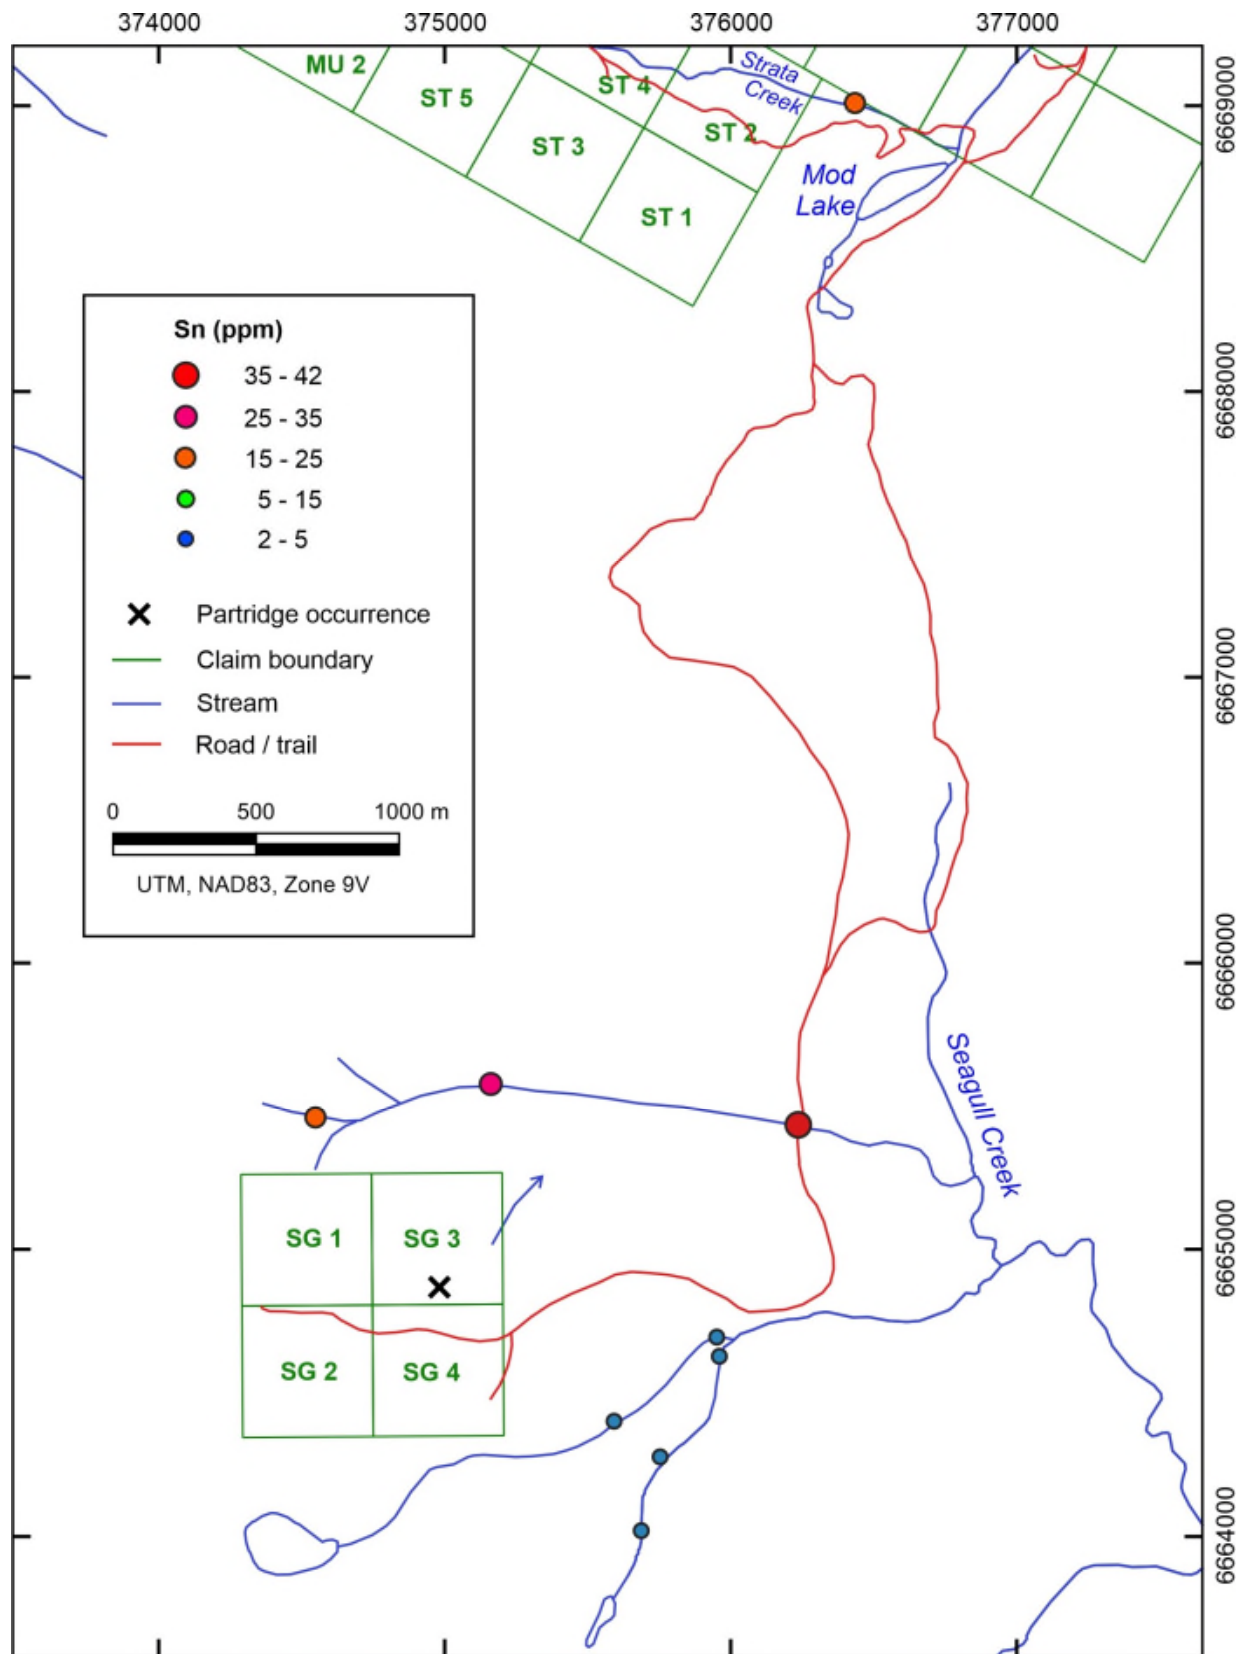 374000
375000
376000
377000
MU 2
ST 5
ST 4
ST 3
ST 2
ST 1
Strata
Creek
Mod
Lake
6669000
6668000
6667000
6666000
6665000
6664000
Sn (ppm)
35 - 42
25 - 35
15 - 25
5 - 15
2 - 5
Partridge occurrence
Claim boundary
Stream
Road / trail
0 500 1000 m
UTM, NAD83, Zone 9V
Seagull Creek
SG 1
SG 3
SG 2
SG 4